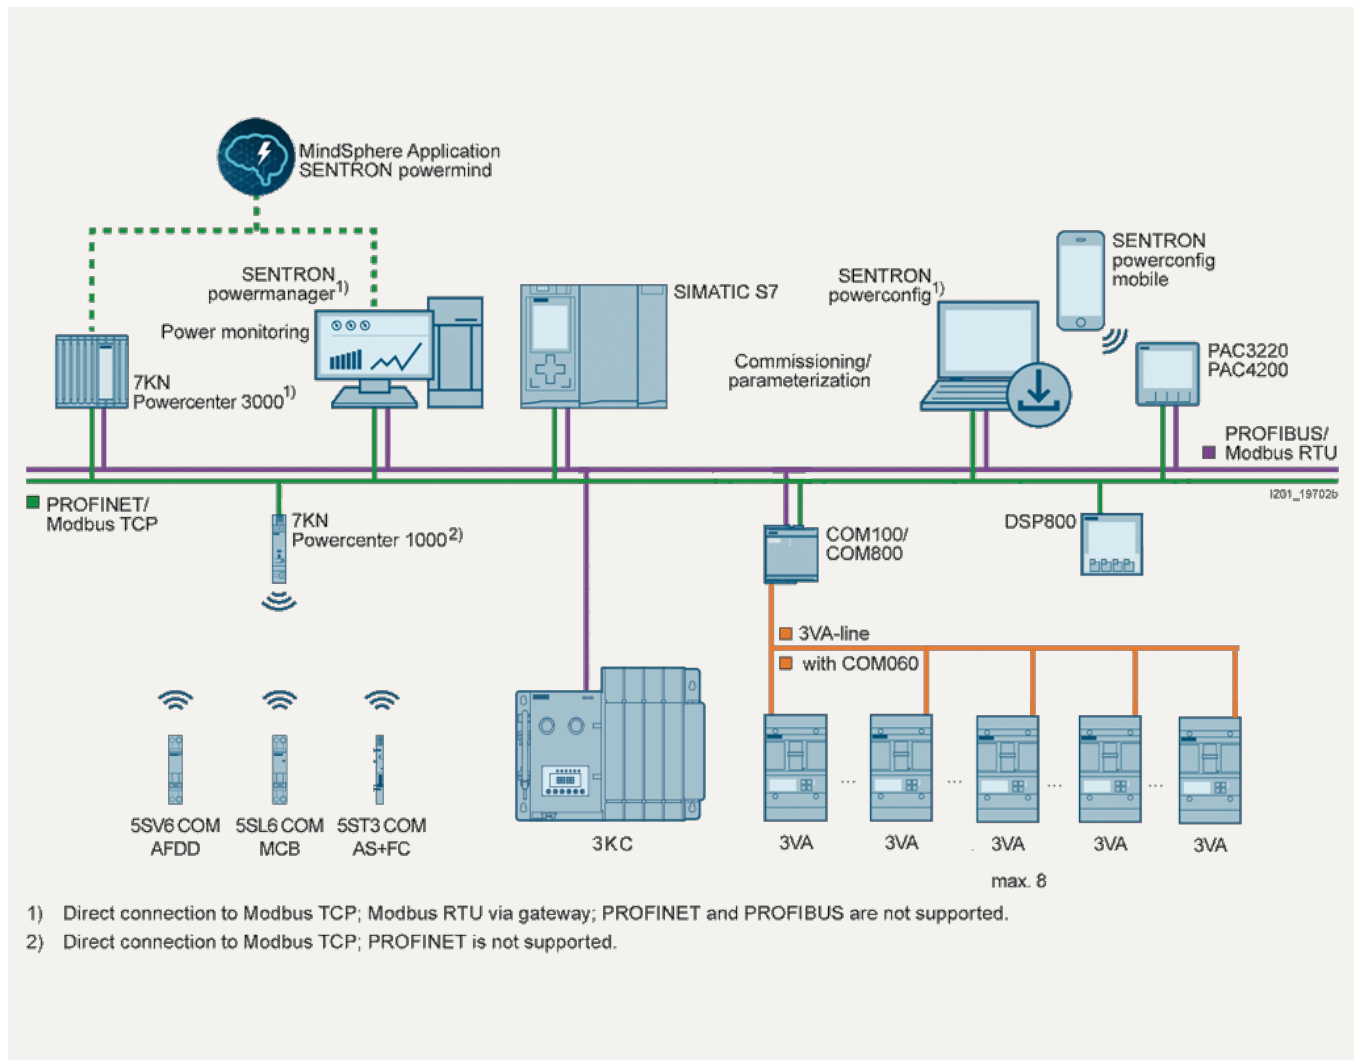 MindSphere Application
SENTRON powermind
SENTRON
powermanager1)
Power monitoring
7KN
Powercenter 30001)
SIMATIC S7
SENTRON
powerconfig1)
Commissioning/
parameterization
SENTRON
powerconfig
mobile
PAC3220
PAC4200
PROFIBUS/
Modbus RTU
I201_19702b
PROFINET/
Modbus TCP
7KN
Powercenter 10002)
COM100/
COM800
DSP800
3VA-line
with COM060
5SV6 COM
AFDD
5SL6 COM
MCB
5ST3 COM
AS+FC
3KC
3VA
...
3VA
...
3VA
...
3VA
...
3VA
max. 8
1) Direct connection to Modbus TCP; Modbus RTU via gateway; PROFINET and PROFIBUS are not supported.
2) Direct connection to Modbus TCP; PROFINET is not supported.